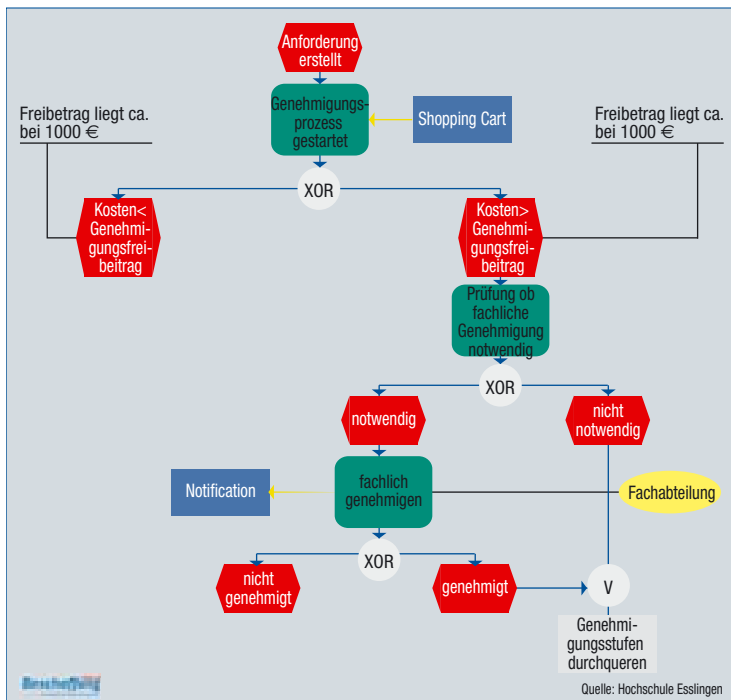 Anforderung
erstellt
Genehmigungs-
prozess
gestartet
Shopping Cart
Freibetrag liegt ca.
bei 1000 €
Freibetrag liegt ca.
bei 1000 €
XOR
Kosten<
Genehmi-
gungsfrei-
beitrag
Kosten>
Genehmi-
gungsfrei-
beitrag
Prüfung ob
fachliche
Genehmigung
notwendig
XOR
notwendig
nicht
notwendig
Notification
fachlich
genehmigen
Fachabteilung
XOR
nicht
genehmigt
genehmigt
V
Genehmi-
gungsstufen
durchqueren
Quelle: Hochschule Esslingen